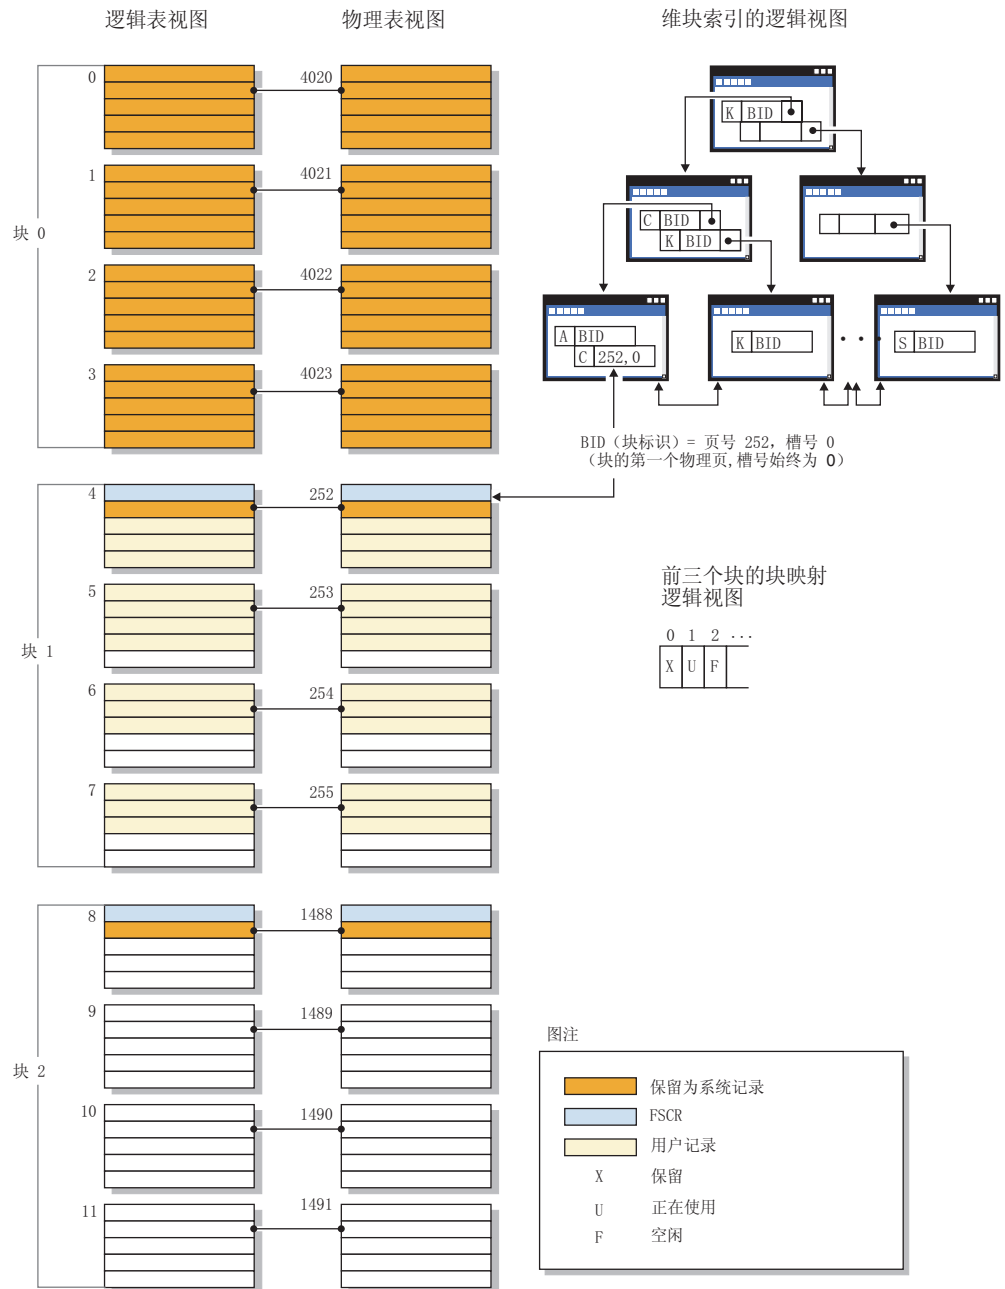 逻辑表视图
物理表视图
维块索引的逻辑视图
0
4020
1
4021
块 0
2
4022
3
4023
K BID
C BID
K BID
A BID
C 252,0
K BID
. . .
S BID
BID（块标识）= 页号 252，槽号 0
（块的第一个物理页,槽号始终为 0）
4
252
5
253
块 1
6
254
7
255
前三个块的块映射
逻辑视图
0 1 2 ...
X U F
8
1488
9
1489
块 2
10
1490
11
1491
图注
保留为系统记录
FSCR
用户记录
X 保留
U 正在使用
F 空闲